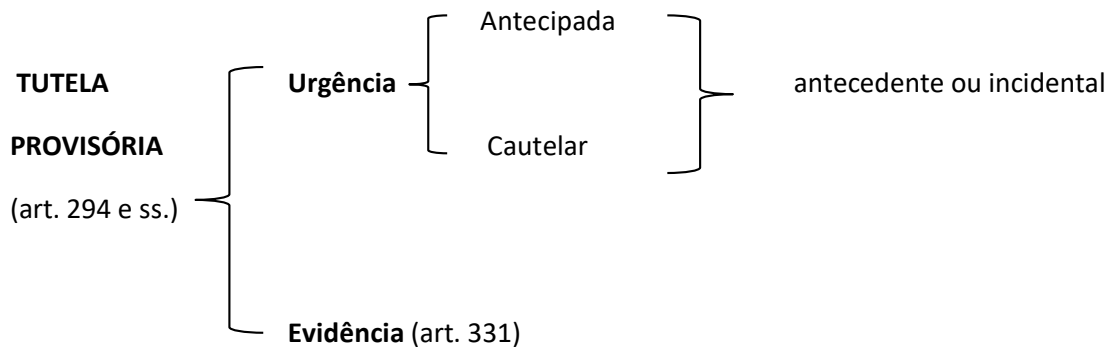 Antecipada
TUTELA Urgência antecedente ou incidental
PROVISÓRIA Cautelar
(art. 294 e ss.)
Evidência (art. 331)